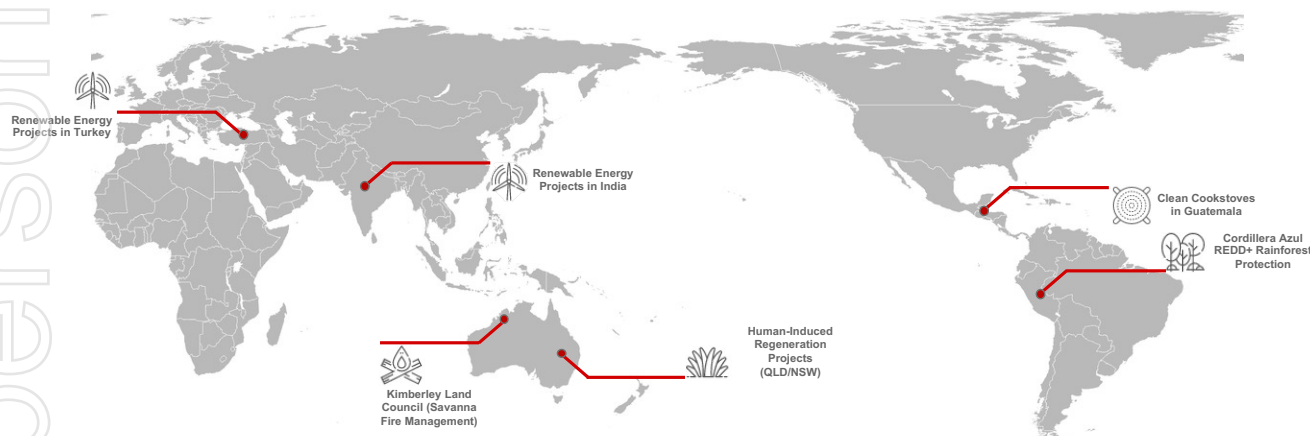 Renewable Energy
Projects in Turkey
Renewable Energy
Projects in India
Clean Cookstoves
in Guatemala
Cordillera Azul
REDD+ Rainforest
Protection
Human-Induced
Regeneration
Projects
(QLD/NSW)
Kimberley Land
Council (Savanna
Fire Management)